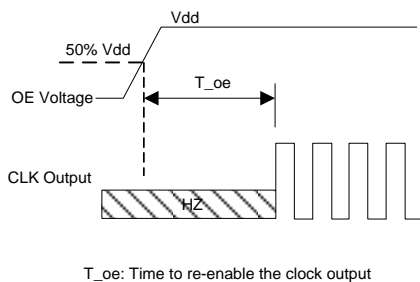 Vdd
50% Vdd
T_oe
OE Voltage
CLK Output
HZ
T_oe: Time to re-enable the clock output